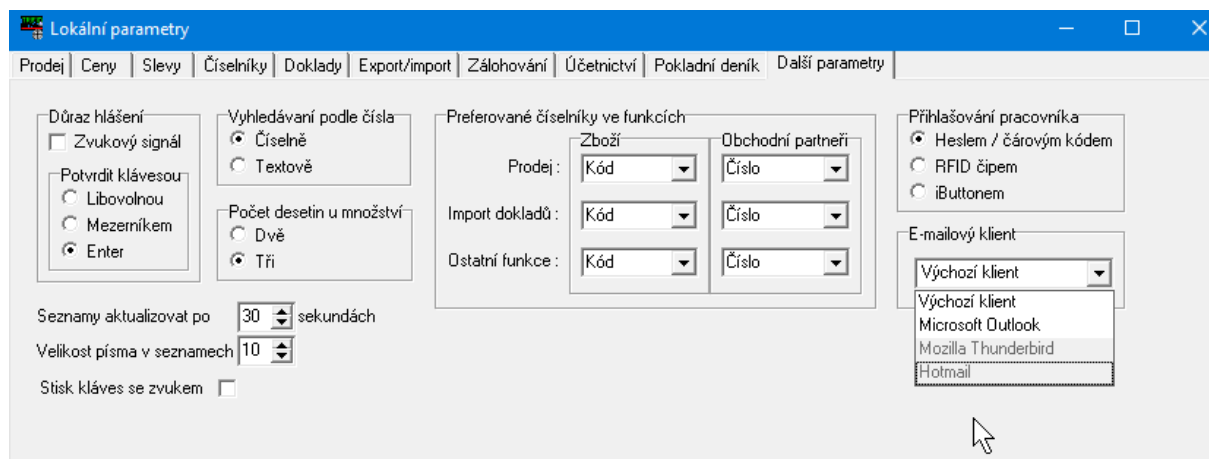 Lokální parametry
Prodej Ceny Slevy Číselníky Doklady Export/import Zálohování Účetnictví Pokladní deník Další parametry
Důraz hlášení
Zvukový signál
Potvrdit klávesou
Libovolnou
Mezerníkem
Enter
Vyhledávaní podle čísla
Číselně
Textově
Počet desetin u množství
Dvě
Tři
Seznamy aktualizovat po 30 sekundách
Velikost písma v seznamech 10
Stisk kláves se zvukem
Preferované číselníky ve funkcích
Zboží Obchodní partneři
Prodej : Kód Číslo
Import dokladů : Kód Číslo
Ostatní funkce : Kód Číslo
Přihlašování pracovníka
Heslem / čárovým kódem
RFID čipem
iButtonem
E-mailový klient
Výchozí klient
Výchozí klient
Microsoft Outlook
Mozilla Thunderbird
Hotmail